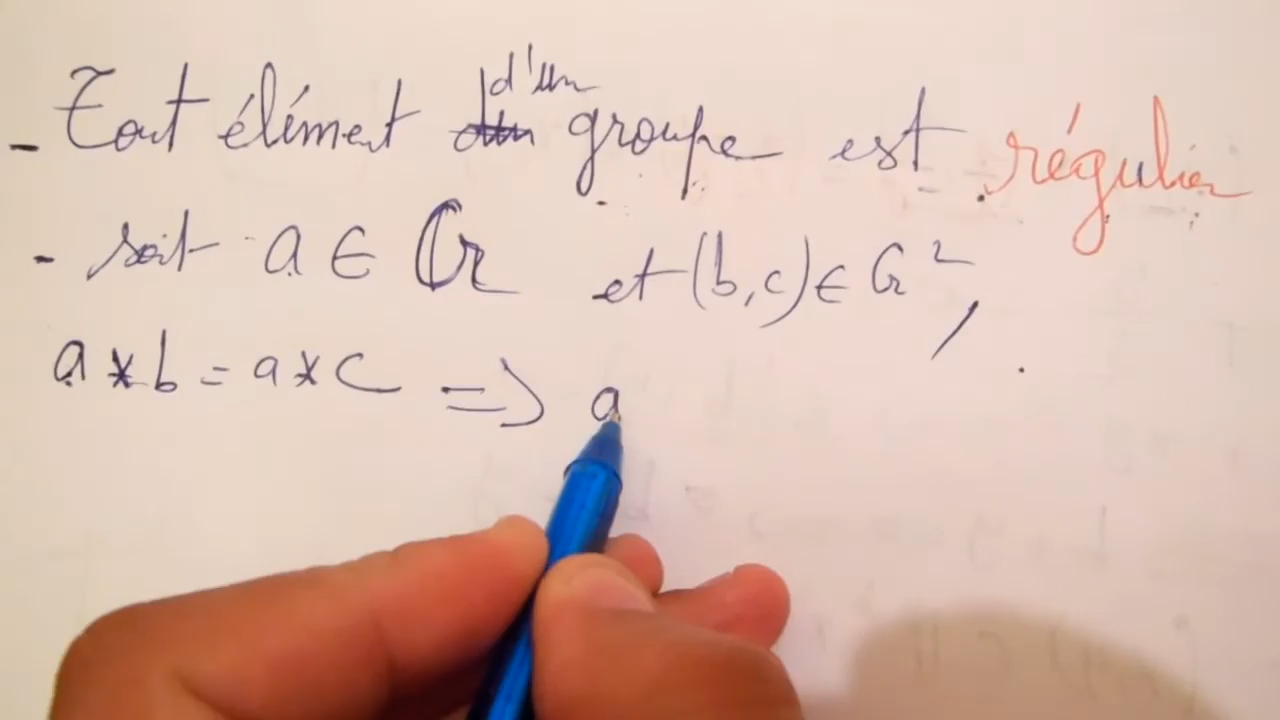 - Tout élément d'un groupe est régulier
- soit a ∈ G et (b,c) ∈ G²,
a * b = a * c => a